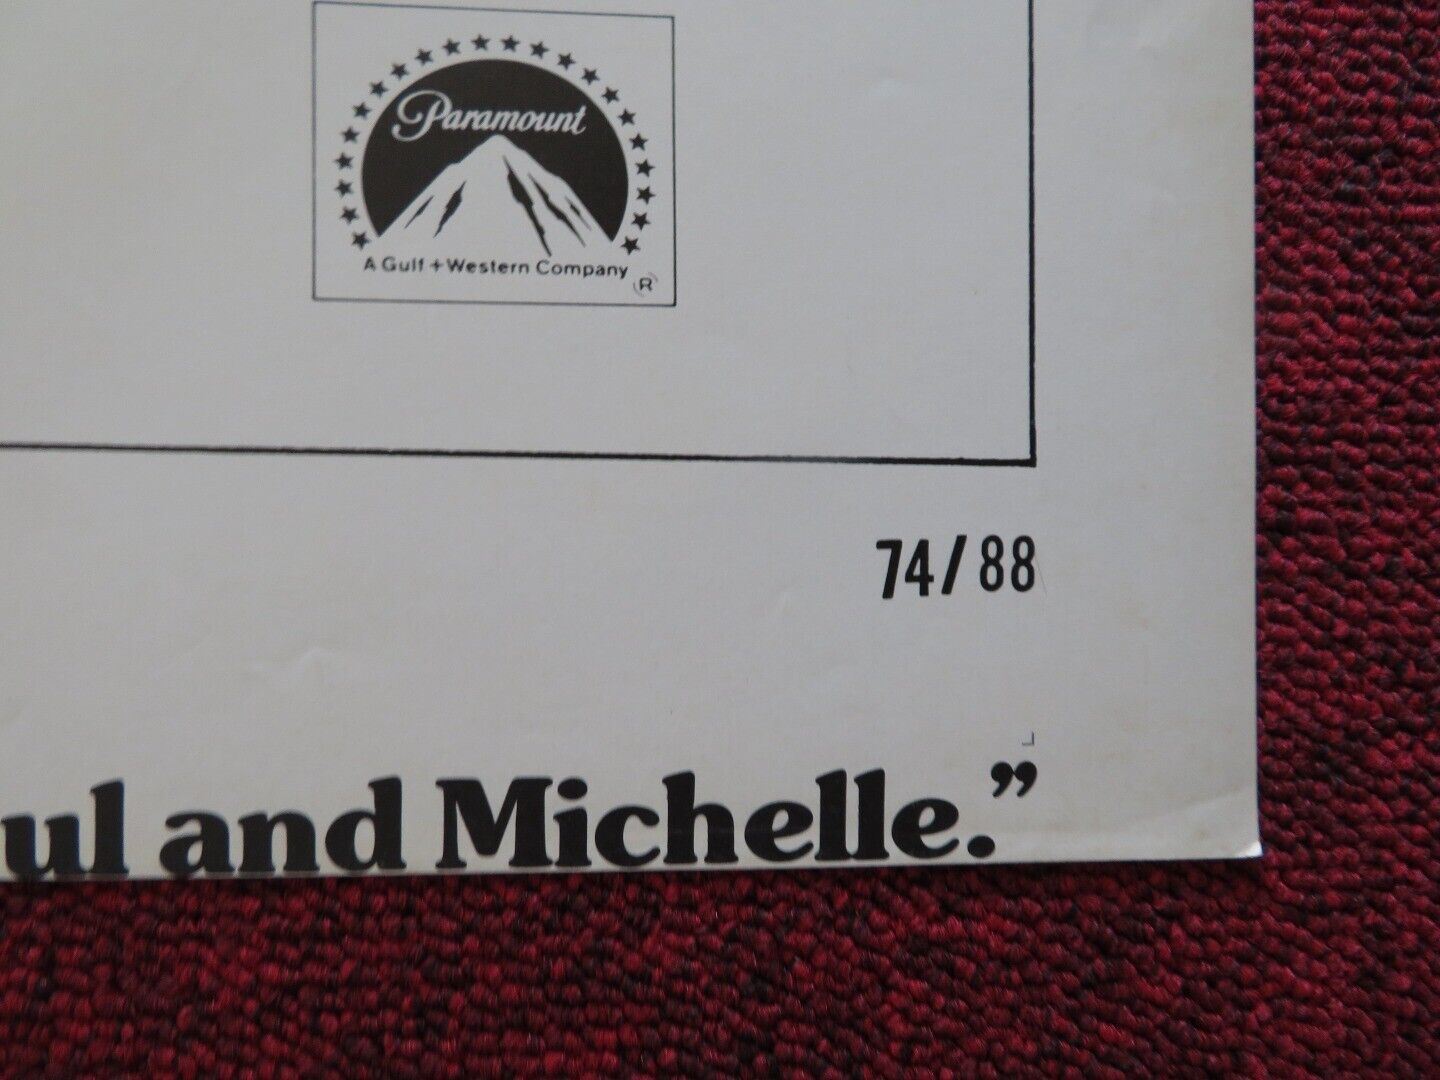 Paramount
A Gulf + Western Company
®
74/88
ul and Michelle.”